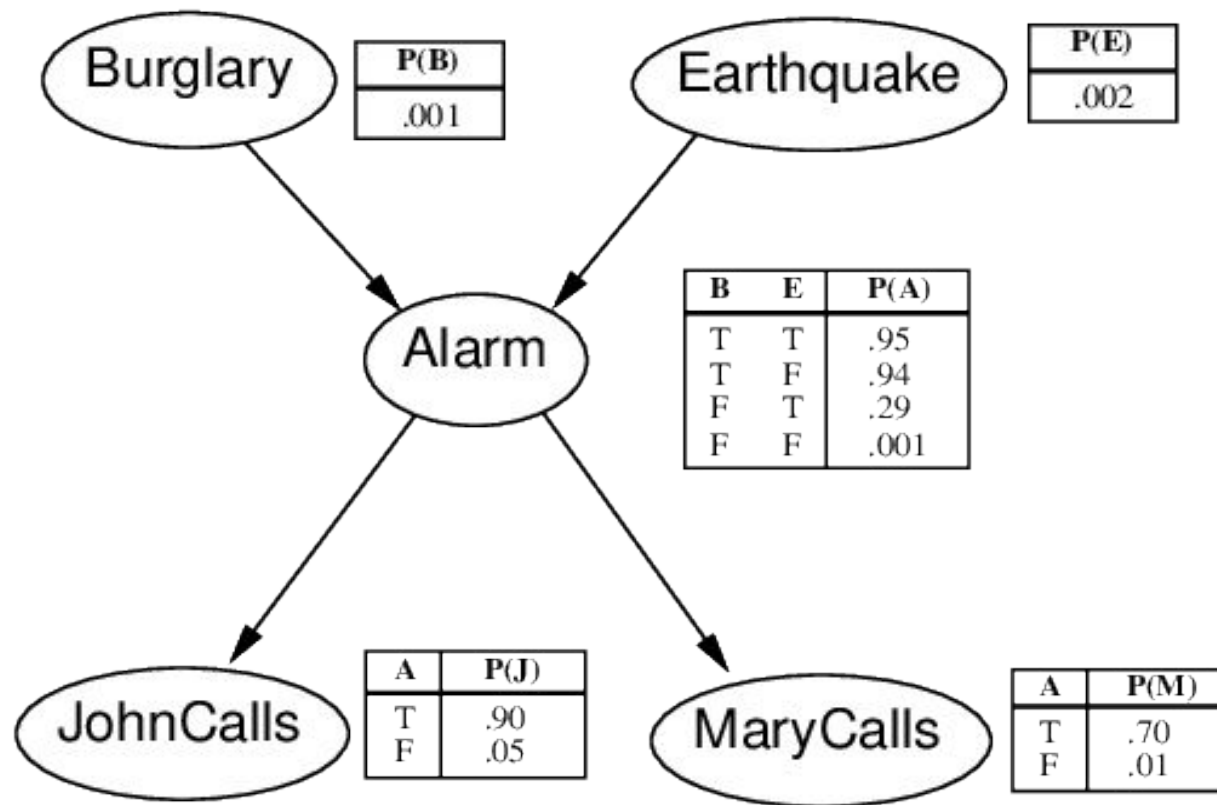 Burglary
P(B)
.001
Earthquake
P(E)
.002
Alarm
B E P(A)
T T .95
T F .94
F T .29
F F .001
JohnCalls
A P(J)
T .90
F .05
MaryCalls
A P(M)
T .70
F .01